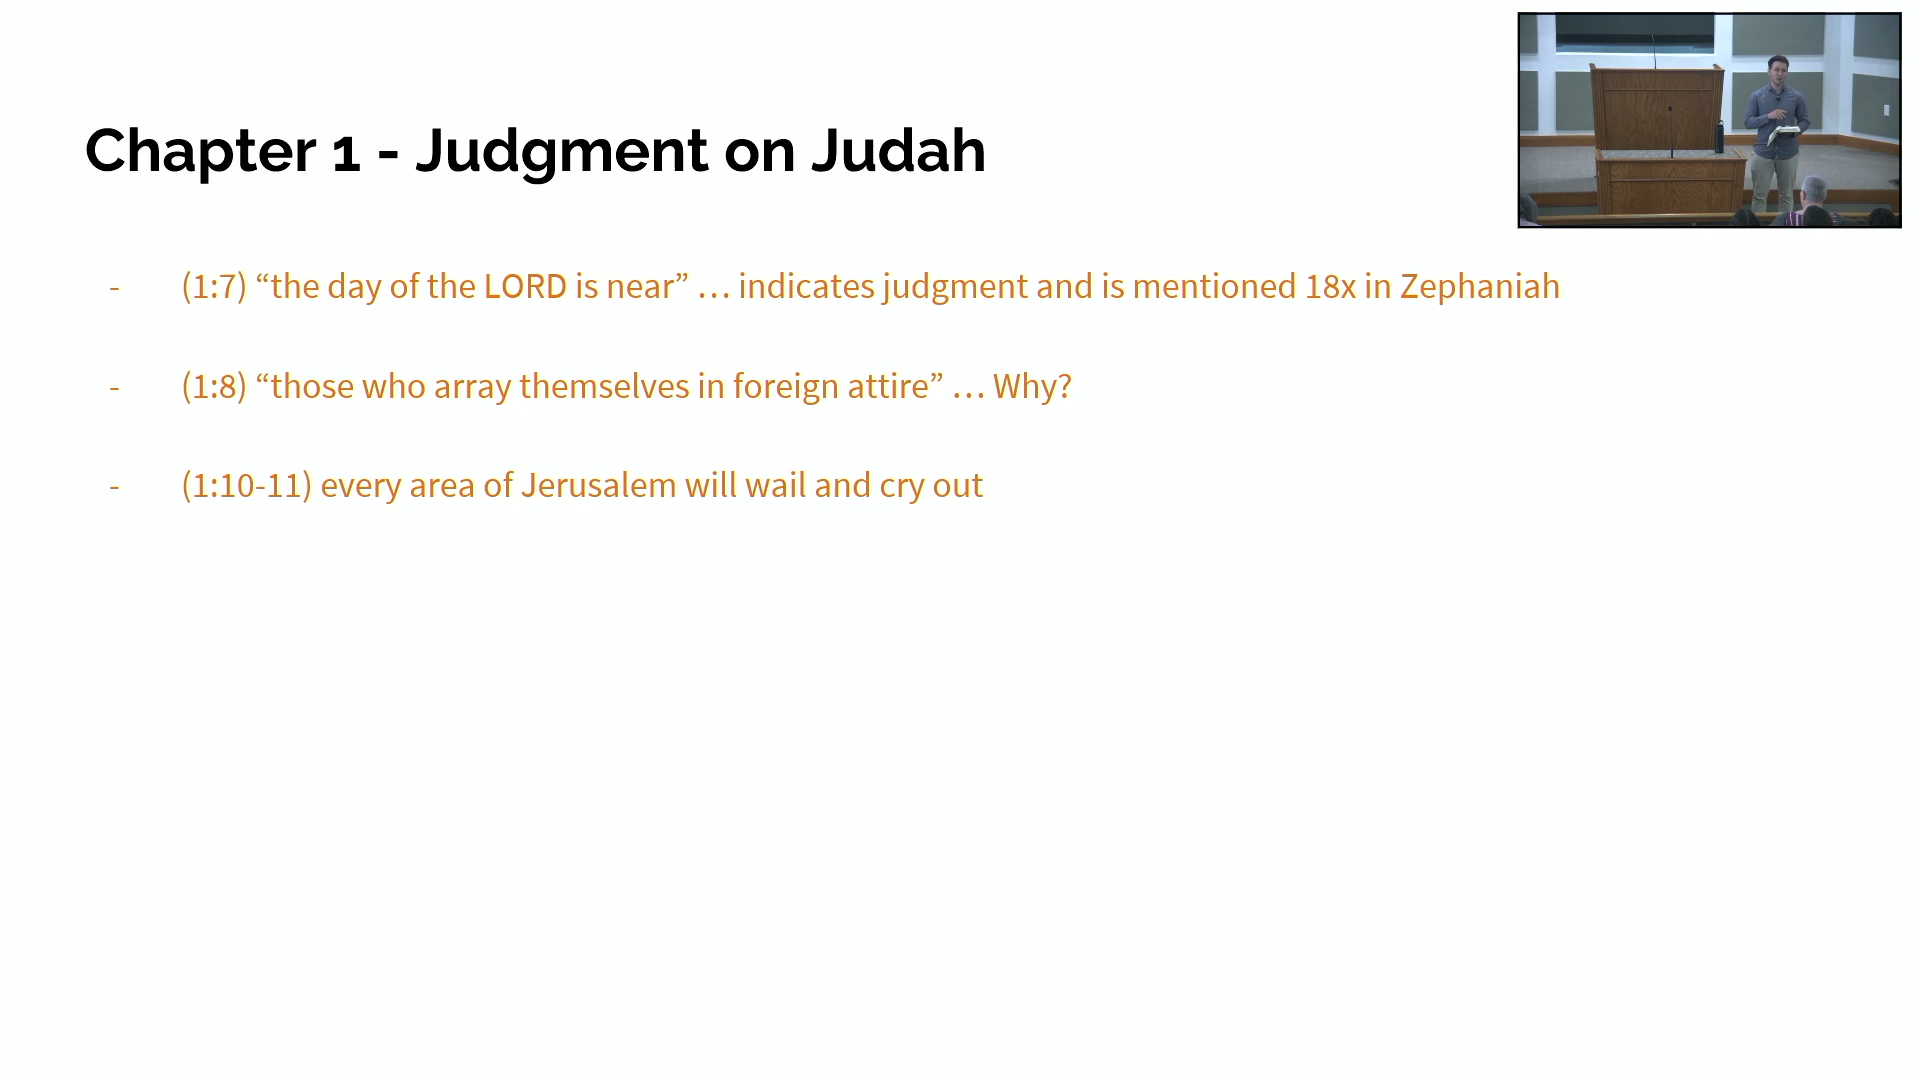 Chapter 1 - Judgment on Judah
- (1:7) “the day of the LORD is near” … indicates judgment and is mentioned 18x in Zephaniah
- (1:8) “those who array themselves in foreign attire” … Why?
- (1:10-11) every area of Jerusalem will wail and cry out